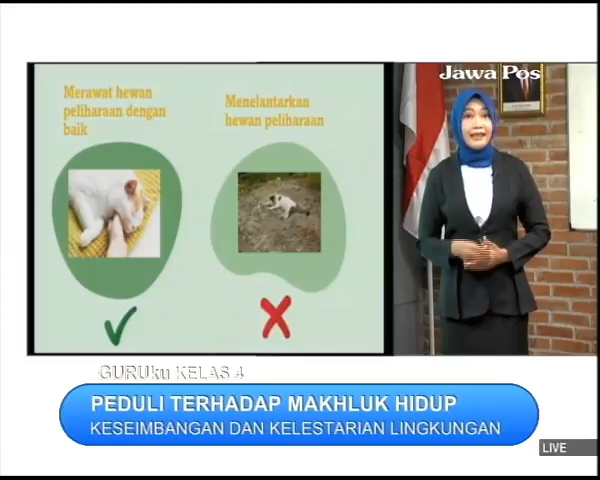 Jawa Pos
Merawat hewan
peliharaan dengan
baik
Menelantarkan
hewan peliharaan
GURUku KELAS 4
PEDULI TERHADAP MAKHLUK HIDUP
KESEIMBANGAN DAN KELESTARIAN LINGKUNGAN
LIVE